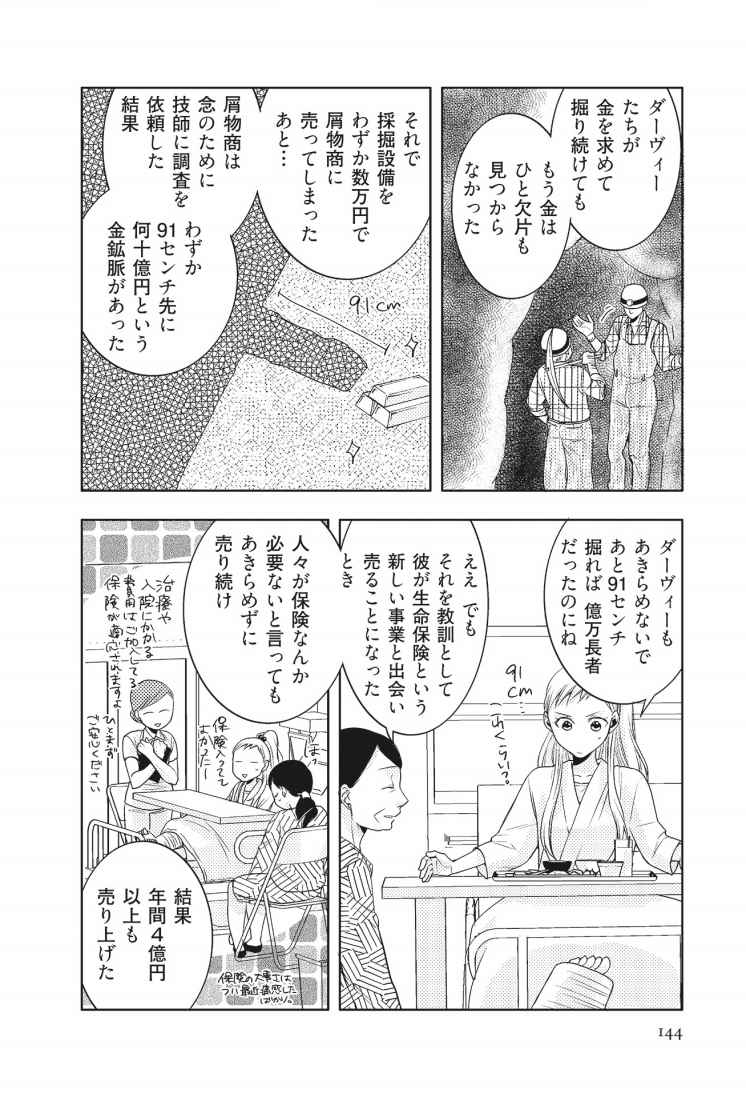 ダーヴィー
たちが
金を求めて
掘り続けても
もう金は
ひと欠片も
見つから
なかった
それで
採掘設備を
わずか数万円で
屑物商に
売ってしまった
あと…
屑物商は
念のために
技師に調査を
依頼した
結果
わずか
91センチ先に
何十億円という
金鉱脈があった
91cm
ダーヴィーも
あきらめないで
あと91センチ
掘れば 億万長者
だったのにね
91
cm…
ええ でも
それを教訓として
彼が生命保険という
新しい事業と出会い
売ることになった
とき
人々が保険なんか
必要ないと言っても
あきらめずに
売り続け
治療や
入院にかかる
費用はご加入してる
保険が適応されますよ
ひとまず
ご安心ください
保険入ってて
よかったー
結果
年間4億円
以上も
売り上げた
保険の大事さは
つい最近痛感した
ばかり。
144